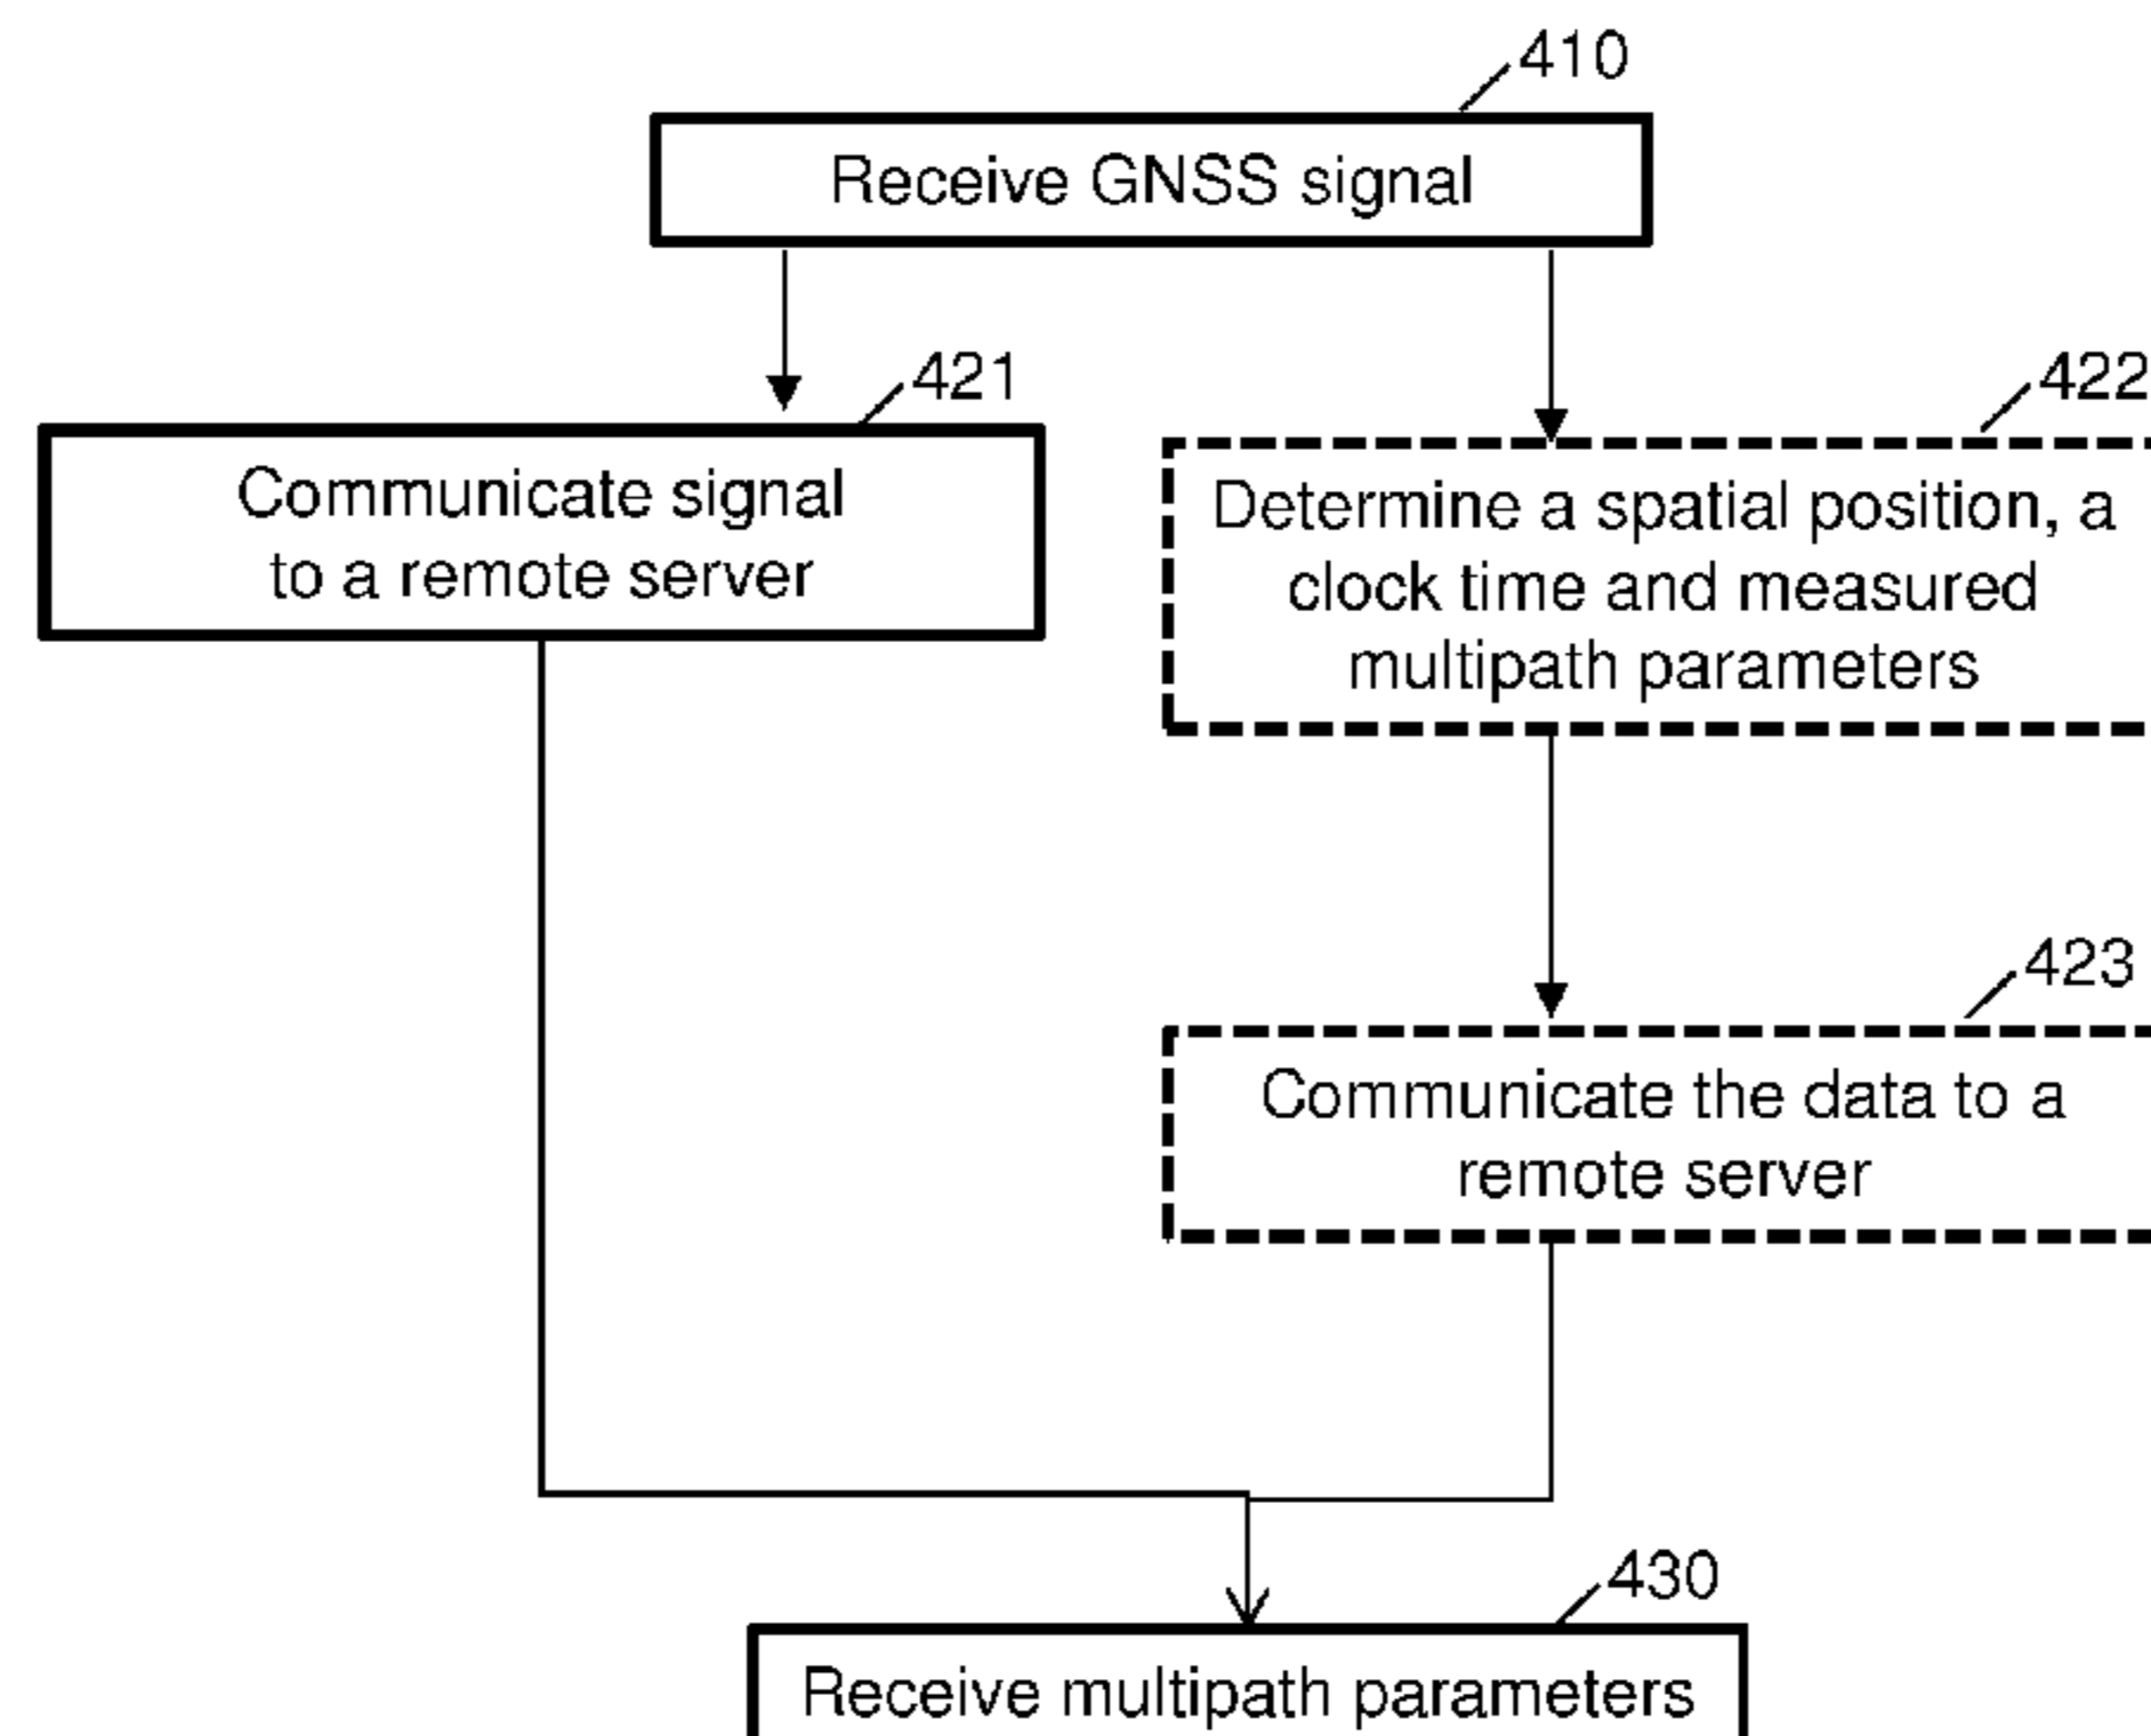 410
Receive GNSS signal
421
Communicate signal
to a remote server
422
Determine a spatial position, a
clock time and measured
multipath parameters
423
Communicate the data to a
remote server
430
Receive multipath parameters